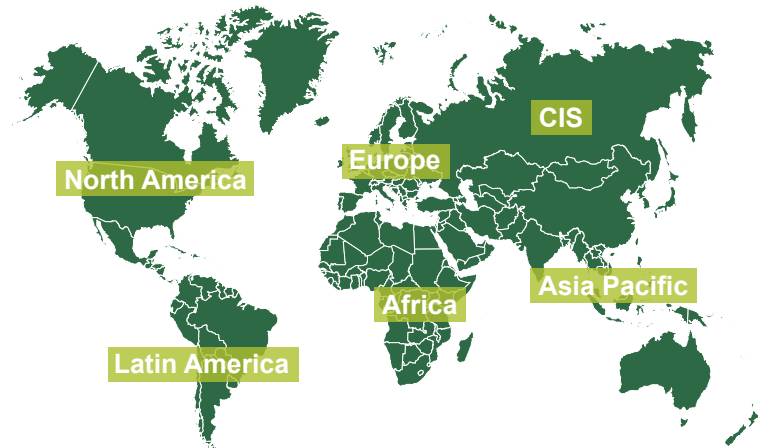 CIS
Europe
North America
Asia Pacific
Africa
Latin America